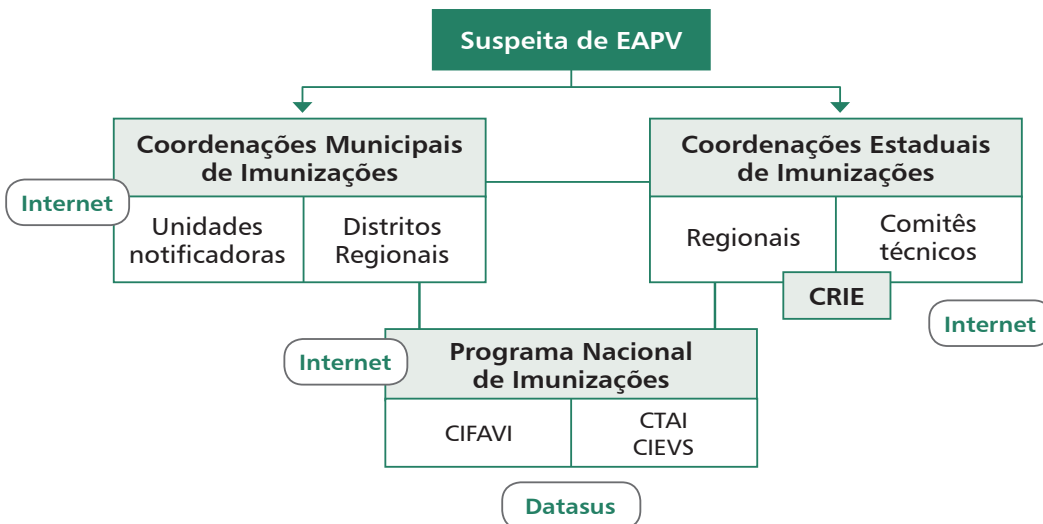 Suspeita de EAPV
Coordenações Municipais
de Imunizações
Internet
Unidades
notificadoras
Distritos
Regionais
Coordenações Estaduais
de Imunizações
Regionais
Comitês
técnicos
CRIE
Internet
Internet
Programa Nacional
de Imunizações
CIFAVI
CTAI
CIEVS
Datasus